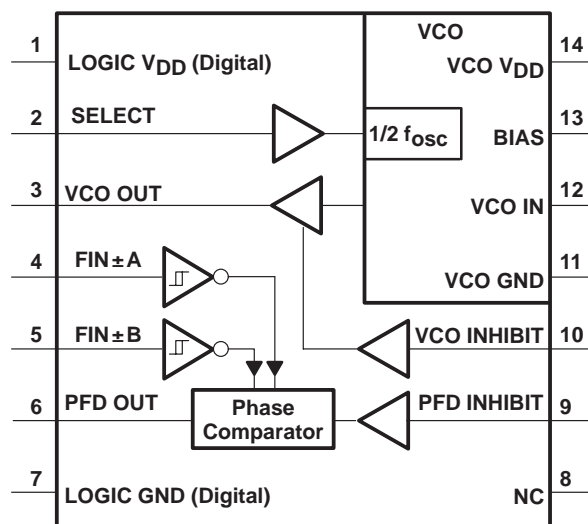 VCO
1 LOGIC VDD (Digital) VCO VDD 14
2 SELECT 1/2 fosc BIAS 13
3 VCO OUT VCO IN 12
4 FIN±A VCO GND 11
5 FIN±B VCO INHIBIT 10
6 PFD OUT Phase Comparator PFD INHIBIT 9
7 LOGIC GND (Digital) NC 8